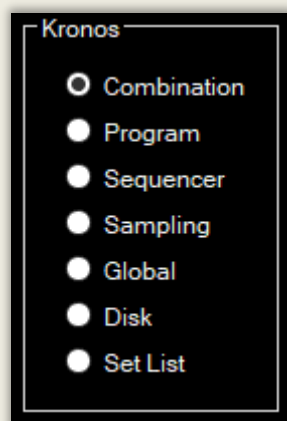 Kronos
Combination
Program
Sequencer
Sampling
Global
Disk
Set List